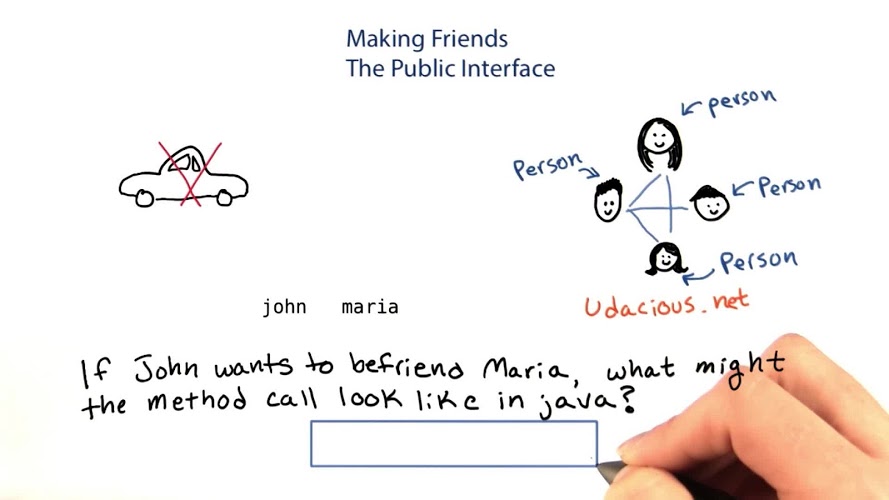 Making Friends
The Public Interface
person
Person
Person
Person
john maria
Udacious.net
If John wants to befriend Maria, what might
the method call look like in java?